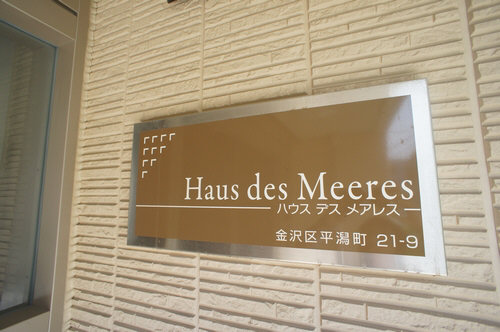 Haus des Meeres
ハウス デス メアレス
金沢区平潟町 21-9